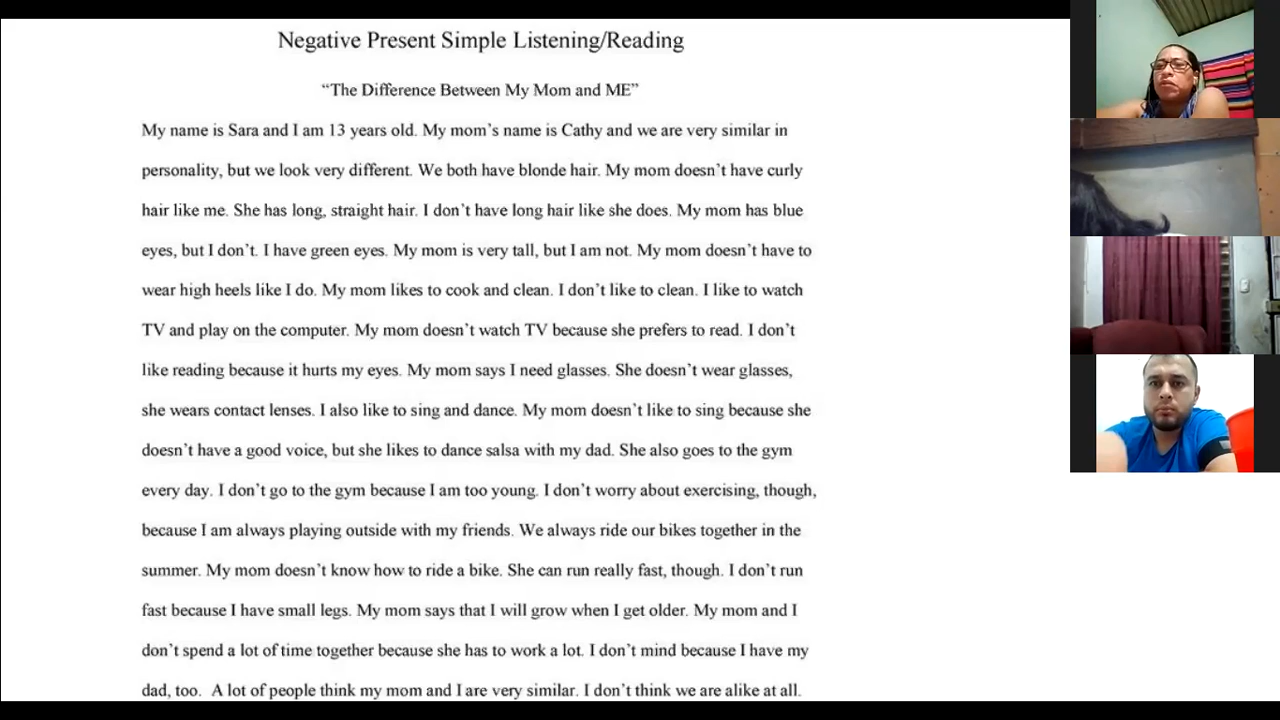 Negative Present Simple Listening/Reading
“The Difference Between My Mom and ME”
My name is Sara and I am 13 years old. My mom’s name is Cathy and we are very similar in
personality, but we look very different. We both have blonde hair. My mom doesn’t have curly
hair like me. She has long, straight hair. I don’t have long hair like she does. My mom has blue
eyes, but I don’t. I have green eyes. My mom is very tall, but I am not. My mom doesn’t have to
wear high heels like I do. My mom likes to cook and clean. I don’t like to clean. I like to watch
TV and play on the computer. My mom doesn’t watch TV because she prefers to read. I don’t
like reading because it hurts my eyes. My mom says I need glasses. She doesn’t wear glasses,
she wears contact lenses. I also like to sing and dance. My mom doesn’t like to sing because she
doesn’t have a good voice, but she likes to dance salsa with my dad. She also goes to the gym
every day. I don’t go to the gym because I am too young. I don’t worry about exercising, though,
because I am always playing outside with my friends. We always ride our bikes together in the
summer. My mom doesn’t know how to ride a bike. She can run really fast, though. I don’t run
fast because I have small legs. My mom says that I will grow when I get older. My mom and I
don’t spend a lot of time together because she has to work a lot. I don’t mind because I have my
dad, too.  A lot of people think my mom and I are very similar. I don’t think we are alike at all.